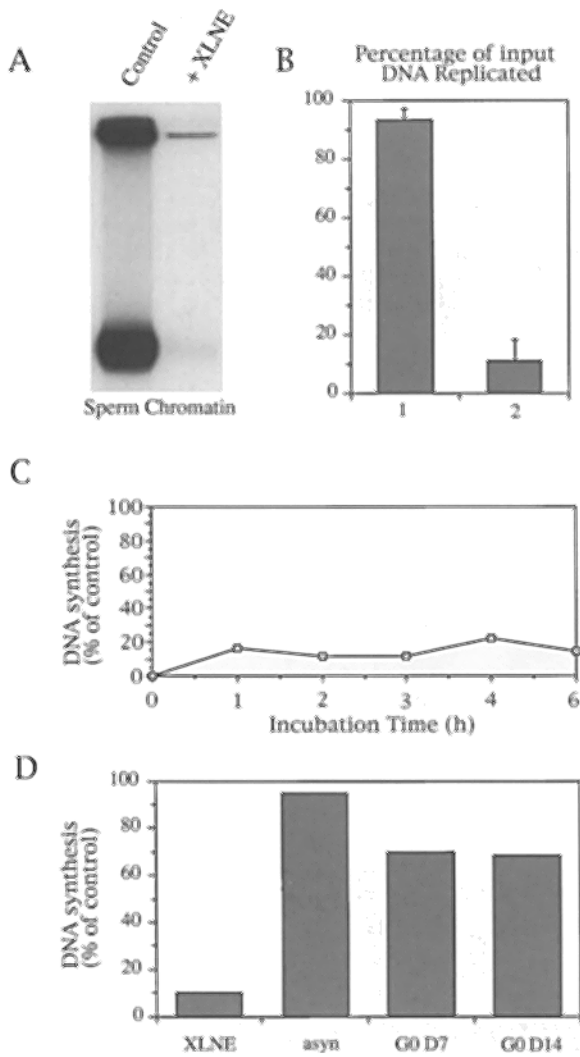 A
Control
+ XLNE
Sperm Chromatin
B
Percentage of input
DNA Replicated
100
80
60
40
20
0
1
2
C
DNA synthesis
(% of control)
100
80
60
40
20
0
0
1
2
3
4
6
Incubation Time (h)
D
DNA synthesis
(% of control)
100
80
60
40
20
0
XLNE
asyn
G0 D7
G0 D14